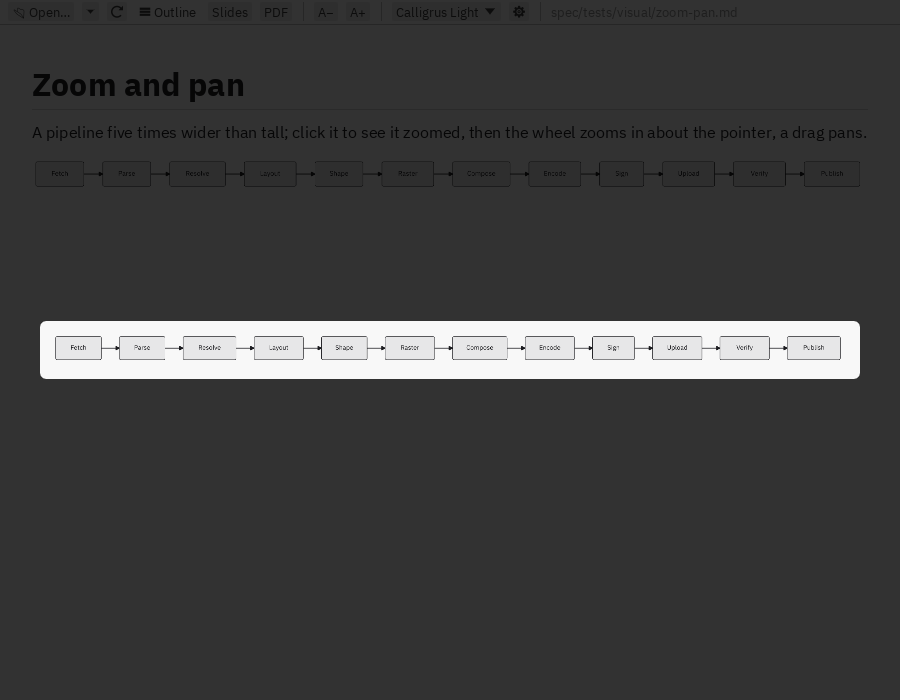 Open... Outline Slides PDF A− A+ Calligrus Light spec/tests/visual/zoom-pan.md
Zoom and pan
A pipeline five times wider than tall; click it to see it zoomed, then the wheel zooms in about the pointer, a drag pans.
Fetch Parse Resolve Layout Shape Raster Compose Encode Sign Upload Verify Publish
Fetch Parse Resolve Layout Shape Raster Compose Encode Sign Upload Verify Publish